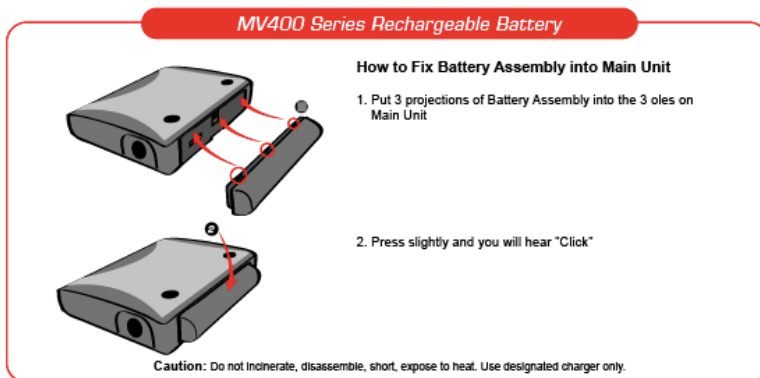 MV400 Series Rechargeable Battery
How to Fix Battery Assembly into Main Unit
1. Put 3 projections of Battery Assembly into the 3 oles on
Main Unit
2
2. Press slightly and you will hear "Click"
Caution: Do not incinerate, disassemble, short, expose to heat. Use designated charger only.